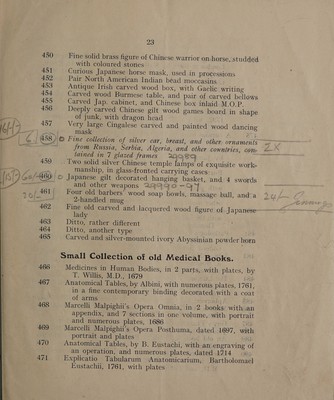 23
450 Fine solid brass figure of Chinese warrior on horse, studded
with coloured stones
451 Curious Japanese horse mask, used in processions
452 Pair North American Indian bead moccasins
453 Antique Irish carved wood box, with Gaelic writing
454 Carved wood Burmese table, and pair of carved bellows
455 Carved Jap. cabinet, and Chinese box inlaid M.O.P.
456 Deeply carved Chinese gilt wood games board in shape
of junk, with dragon head
457 Very large Cingalese carved and painted wood dancing
mask
458 Fine collection of silver ear, breast, and other ornaments
from Russia, Serbia, Algeria, and other countries, con-
tained in 7 glazed frames 29989
459 Two solid silver Chinese temple lamps of exquisite work-
manship, in glass-fronted carrying cases
460 Japanese gilt decorated hanging basket, and 4 swords
and other weapons 29990-94
461 Four old barbers' wood soap bowls, massage ball, and a
2-handled mug
462 Fine old carved and lacquered wood figure of Japanese
lady
463 Ditto, rather different
464 Ditto, another type
465 Carved and silver-mounted ivory Abyssinian powder horn
Small Collection of old Medical Books.
466 Medicines in Human Bodies, in 2 parts, with plates, by
T. Willis, M.D., 1679
467 Anatomical Tables, by Albini, with numerous plates, 1761,
in a fine contemporary binding decorated with a coat
of arms
468 Marcelli Malpighii's Opera Omnia, in 2 books with an
appendix, and 7 sections in one volume, with portrait
and numerous plates, 1686
469 Marcelli Malpighii's Opera Posthuma, dated 1697, with
portrait and plates
470 Anatomical Tables, by B. Eustachi, with an engraving of
an operation, and numerous plates, dated 1714
471 Explicatio Tabularum Anatomicarium, Bartholomaei
Eustachii, 1761, with plates